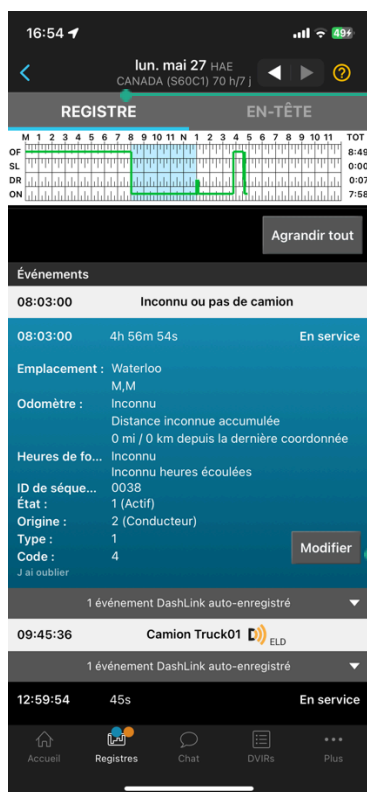 16:54
49
lun. mai 27 HAE
CANADA (S60C1) 70 h/7 j
REGISTRE EN-TÊTE
M 1 2 3 4 5 6 7 8 9 10 11 N 1 2 3 4 5 6 7 8 9 10 11 TOT
OF 8:49
SL 0:00
DR 0:07
ON 7:58
Agrandir tout
Événements
08:03:00 Inconnu ou pas de camion
08:03:00 4h 56m 54s En service
Emplacement : Waterloo
M,M
Odomètre : Inconnu
Distance inconnue accumulée
0 mi / 0 km depuis la dernière coordonnée
Heures de fo... Inconnu
Inconnu heures écoulées
ID de séque... 0038
État : 1 (Actif)
Origine : 2 (Conducteur)
Type : 1
Code : 4
Modifier
J ai oublier
1 événement DashLink auto-enregistré
09:45:36 Camion Truck01 ELD
1 événement DashLink auto-enregistré
12:59:54 45s En service
Accueil Registres Chat DVIRs Plus